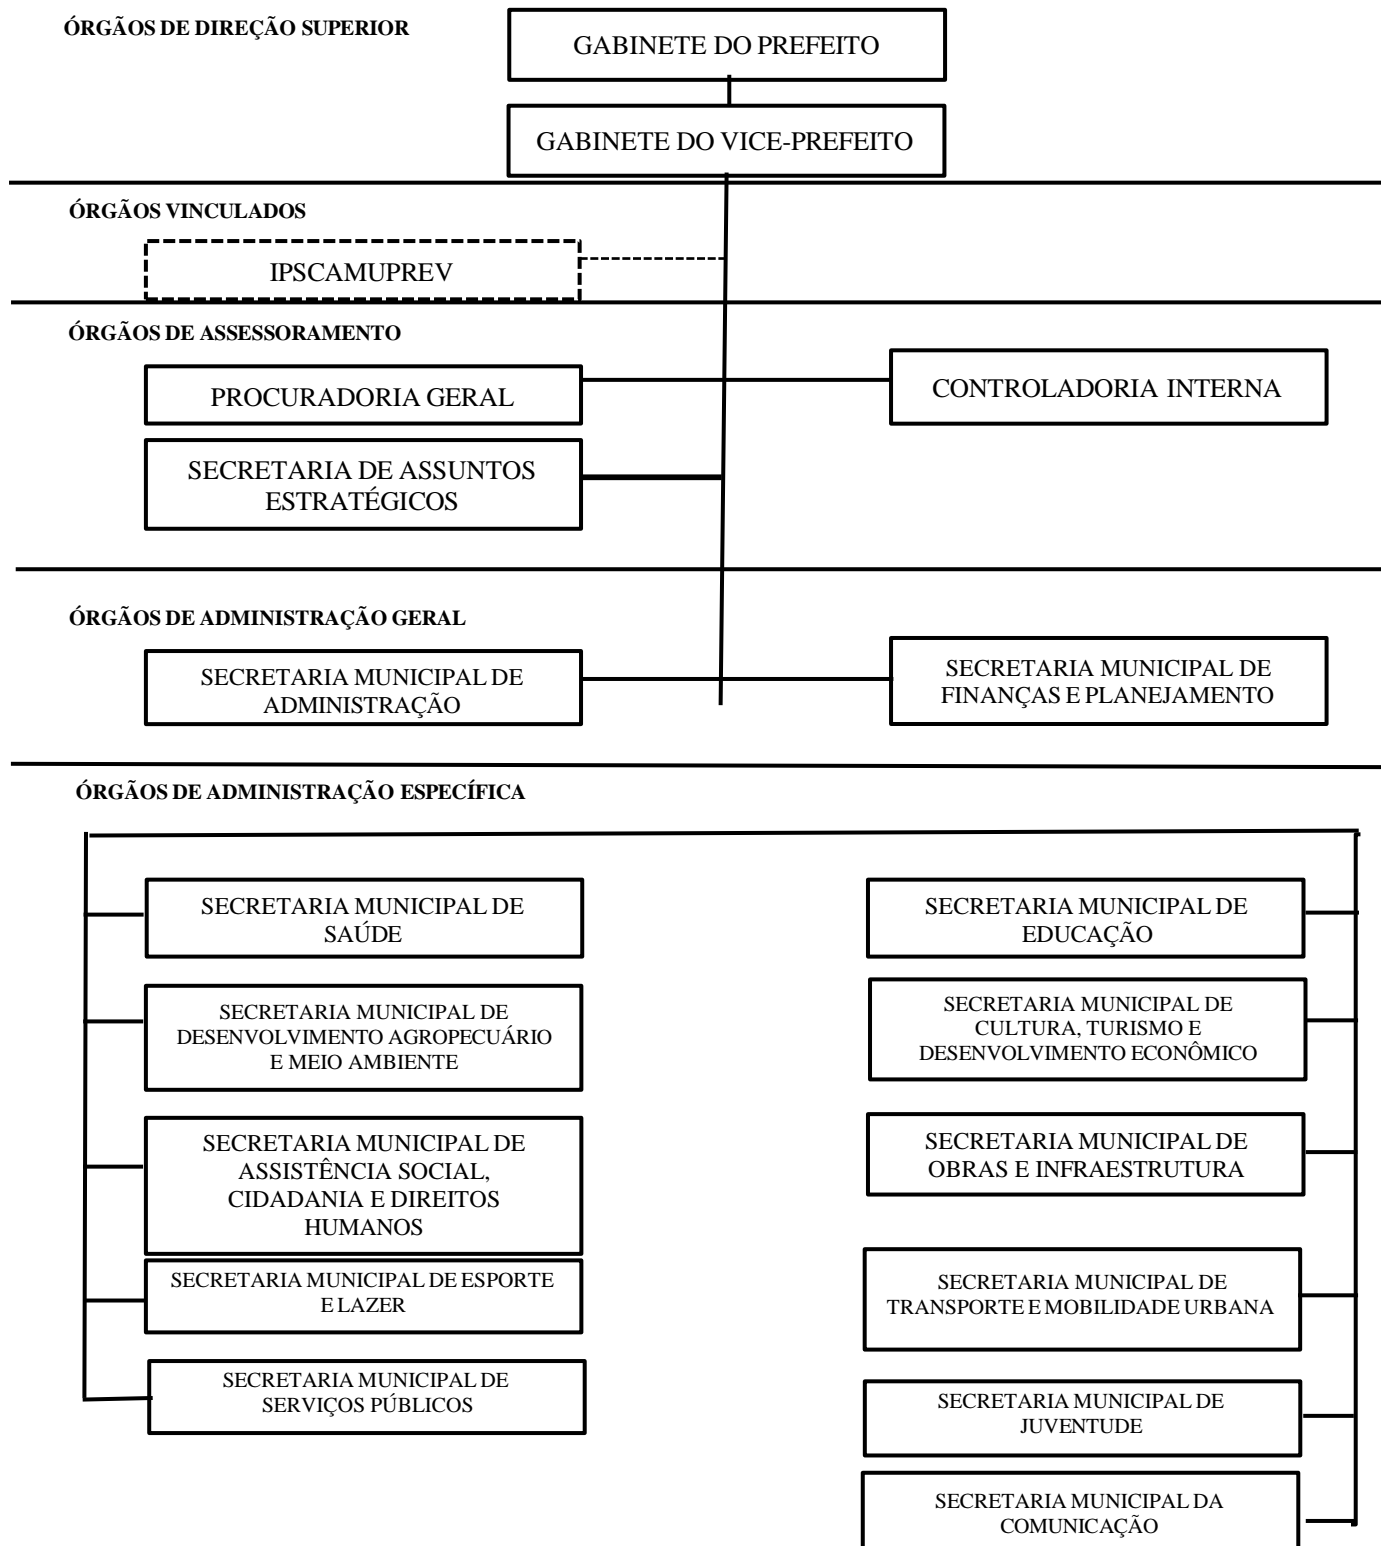 ÓRGÃOS DE DIREÇÃO SUPERIOR
GABINETE DO PREFEITO
GABINETE DO VICE-PREFEITO
ÓRGÃOS VINCULADOS
IPSCAMUPREV
ÓRGÃOS DE ASSESSORAMENTO
PROCURADORIA GERAL
CONTROLADORIA INTERNA
SECRETARIA DE ASSUNTOS
ESTRATÉGICOS
ÓRGÃOS DE ADMINISTRAÇÃO GERAL
SECRETARIA MUNICIPAL DE
ADMINISTRAÇÃO
SECRETARIA MUNICIPAL DE
FINANÇAS E PLANEJAMENTO
ÓRGÃOS DE ADMINISTRAÇÃO ESPECÍFICA
SECRETARIA MUNICIPAL DE
SAÚDE
SECRETARIA MUNICIPAL DE
EDUCAÇÃO
SECRETARIA MUNICIPAL DE
DESENVOLVIMENTO AGROPECUÁRIO
E MEIO AMBIENTE
SECRETARIA MUNICIPAL DE
CULTURA, TURISMO E
DESENVOLVIMENTO ECONÔMICO
SECRETARIA MUNICIPAL DE
ASSISTÊNCIA SOCIAL,
CIDADANIA E DIREITOS
HUMANOS
SECRETARIA MUNICIPAL DE
OBRAS E INFRAESTRUTURA
SECRETARIA MUNICIPAL DE ESPORTE
E LAZER
SECRETARIA MUNICIPAL DE
TRANSPORTE E MOBILIDADE URBANA
SECRETARIA MUNICIPAL DE
SERVIÇOS PÚBLICOS
SECRETARIA MUNICIPAL DE
JUVENTUDE
SECRETARIA MUNICIPAL DA
COMUNICAÇÃO